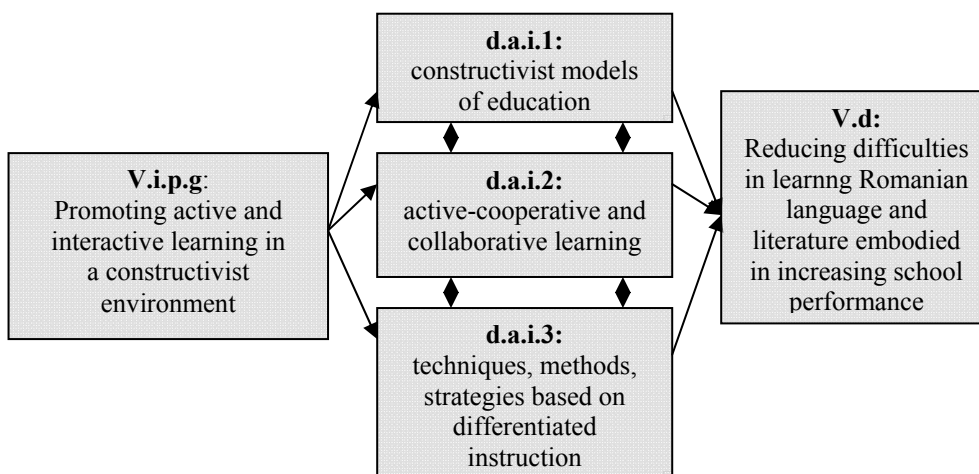 V.i.p.g:
Promoting active and
interactive learning in
a constructivist
environment
d.a.i.1:
constructivist models
of education
d.a.i.2:
active-cooperative and
collaborative learning
d.a.i.3:
techniques, methods,
strategies based on
differentiated
instruction
V.d:
Reducing difficulties
in learnng Romanian
language and
literature embodied
in increasing school
performance